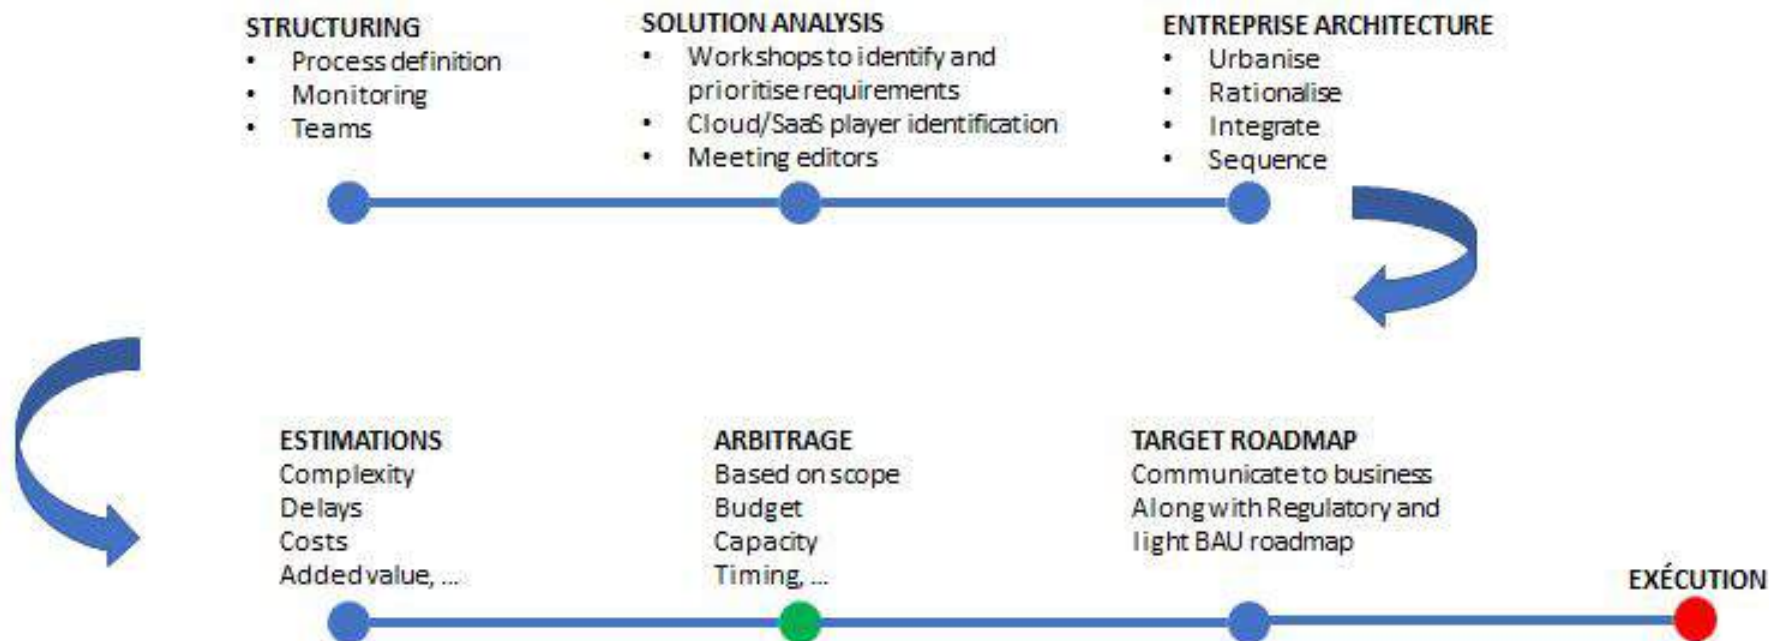 STRUCTURING
• Process definition
• Monitoring
• Teams
SOLUTION ANALYSIS
• Workshops to identify and
prioritise requirements
• Cloud/SaaS player identification
• Meeting editors
ENTREPRISE ARCHITECTURE
• Urbanise
• Rationalise
• Integrate
• Sequence
ESTIMATIONS
Complexity
Delays
Costs
Added value, ...
ARBITRAGE
Based on scope
Budget
Capacity
Timing, ...
TARGET ROADMAP
Communicate to business
Along with Regulatory and
light BAU roadmap
EXÉCUTION